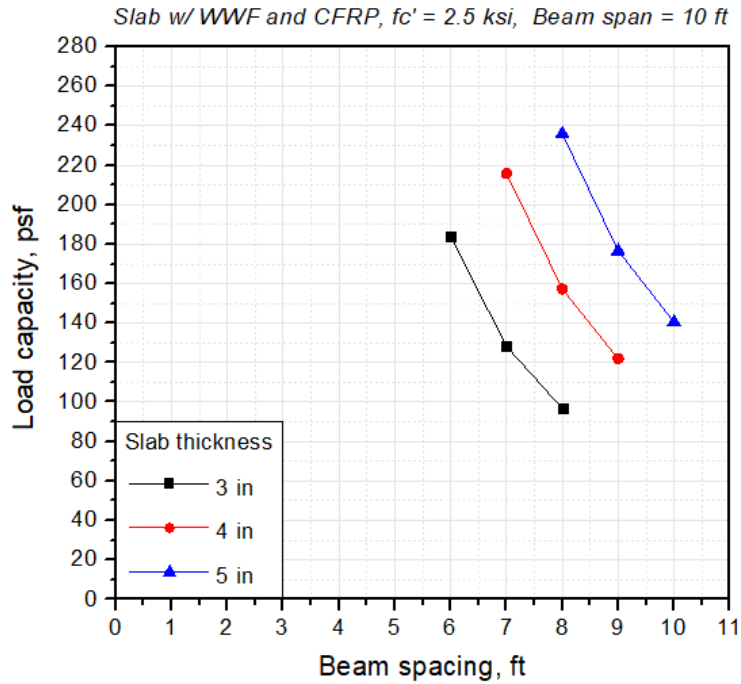 Slab w/ WWF and CFRP, fc' = 2.5 ksi, Beam span = 10 ft
280
260
240
220
200
180
160
140
120
100
80
60
40
20
0
Load capacity, psf
Slab thickness
3 in
4 in
5 in
0 1 2 3 4 5 6 7 8 9 10 11
Beam spacing, ft